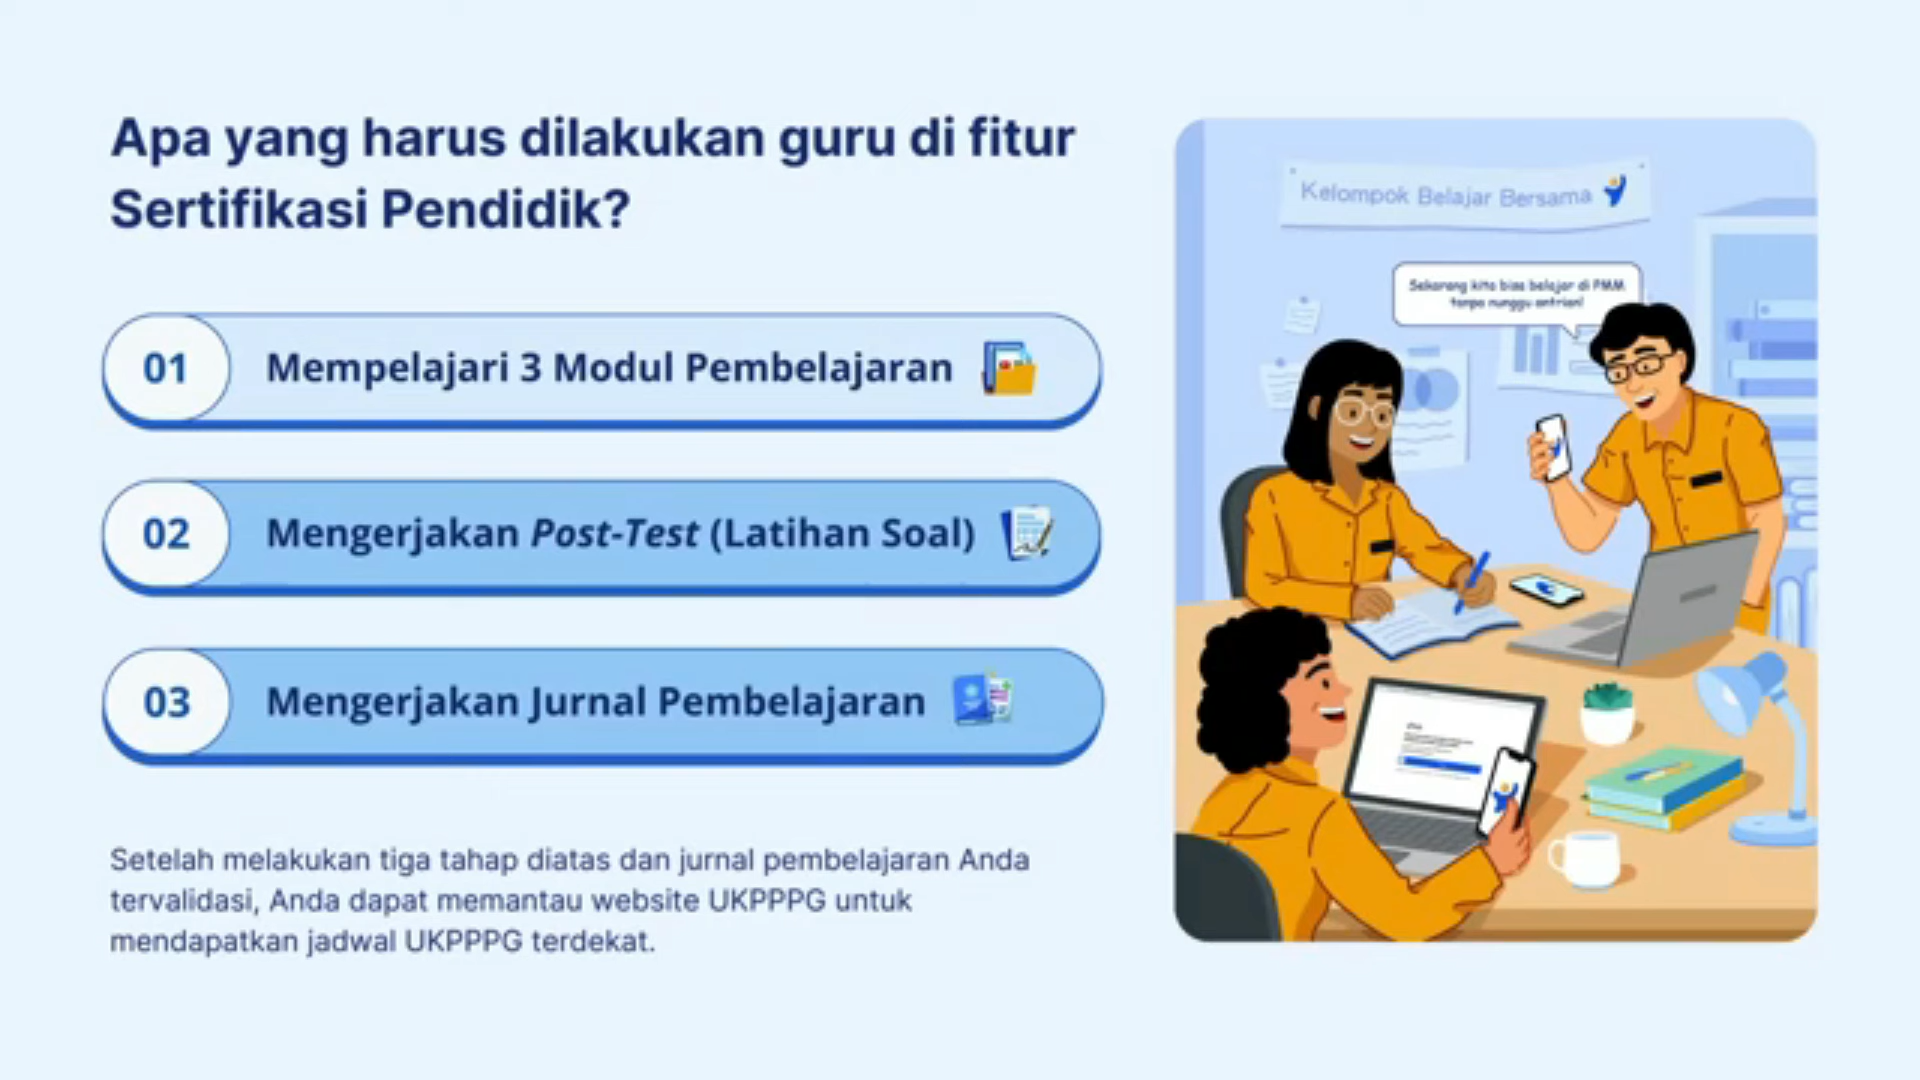 Apa yang harus dilakukan guru di fitur
Sertifikasi Pendidik?
01 Mempelajari 3 Modul Pembelajaran
02 Mengerjakan Post-Test (Latihan Soal)
03 Mengerjakan Jurnal Pembelajaran
Setelah melakukan tiga tahap diatas dan jurnal pembelajaran Anda
tervalidasi, Anda dapat memantau website UKPPPG untuk
mendapatkan jadwal UKPPPG terdekat.
Kelompok Belajar Bersama
Sekarang kita bisa belajar di PMM
tanpa nunggu antrian!